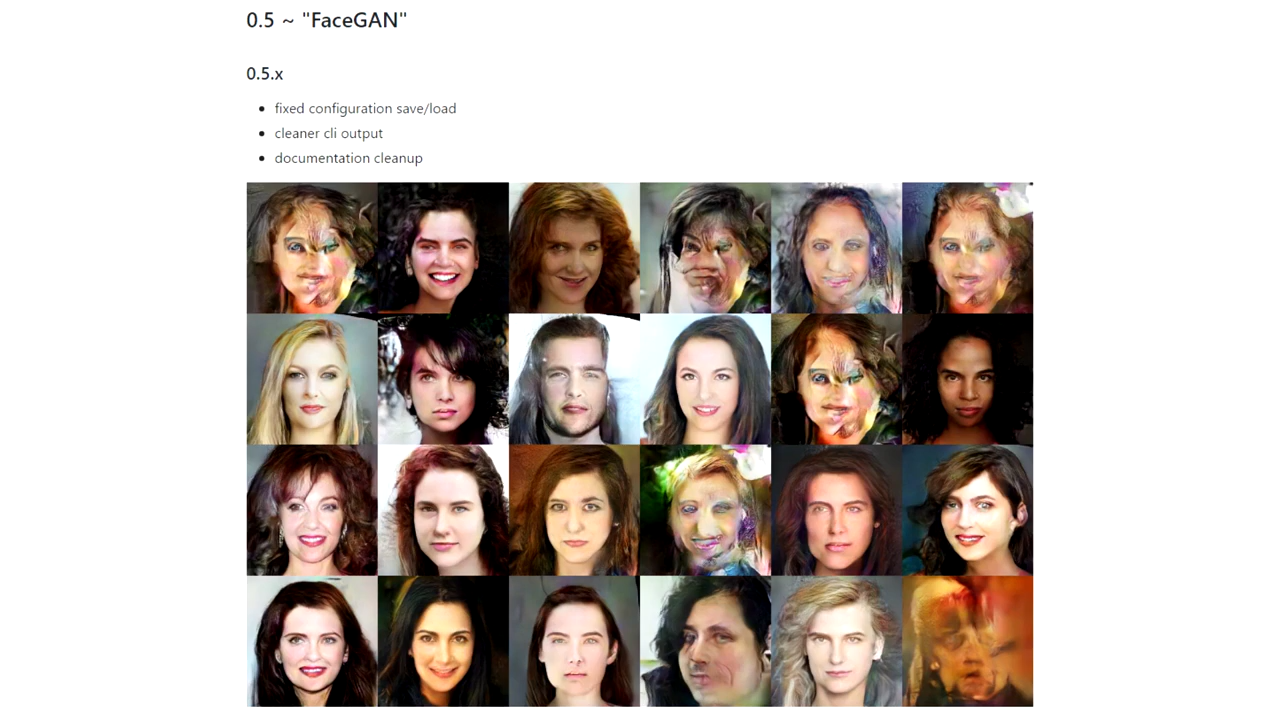 0.5 ~ "FaceGAN"
0.5.x
fixed configuration save/load
cleaner cli output
documentation cleanup